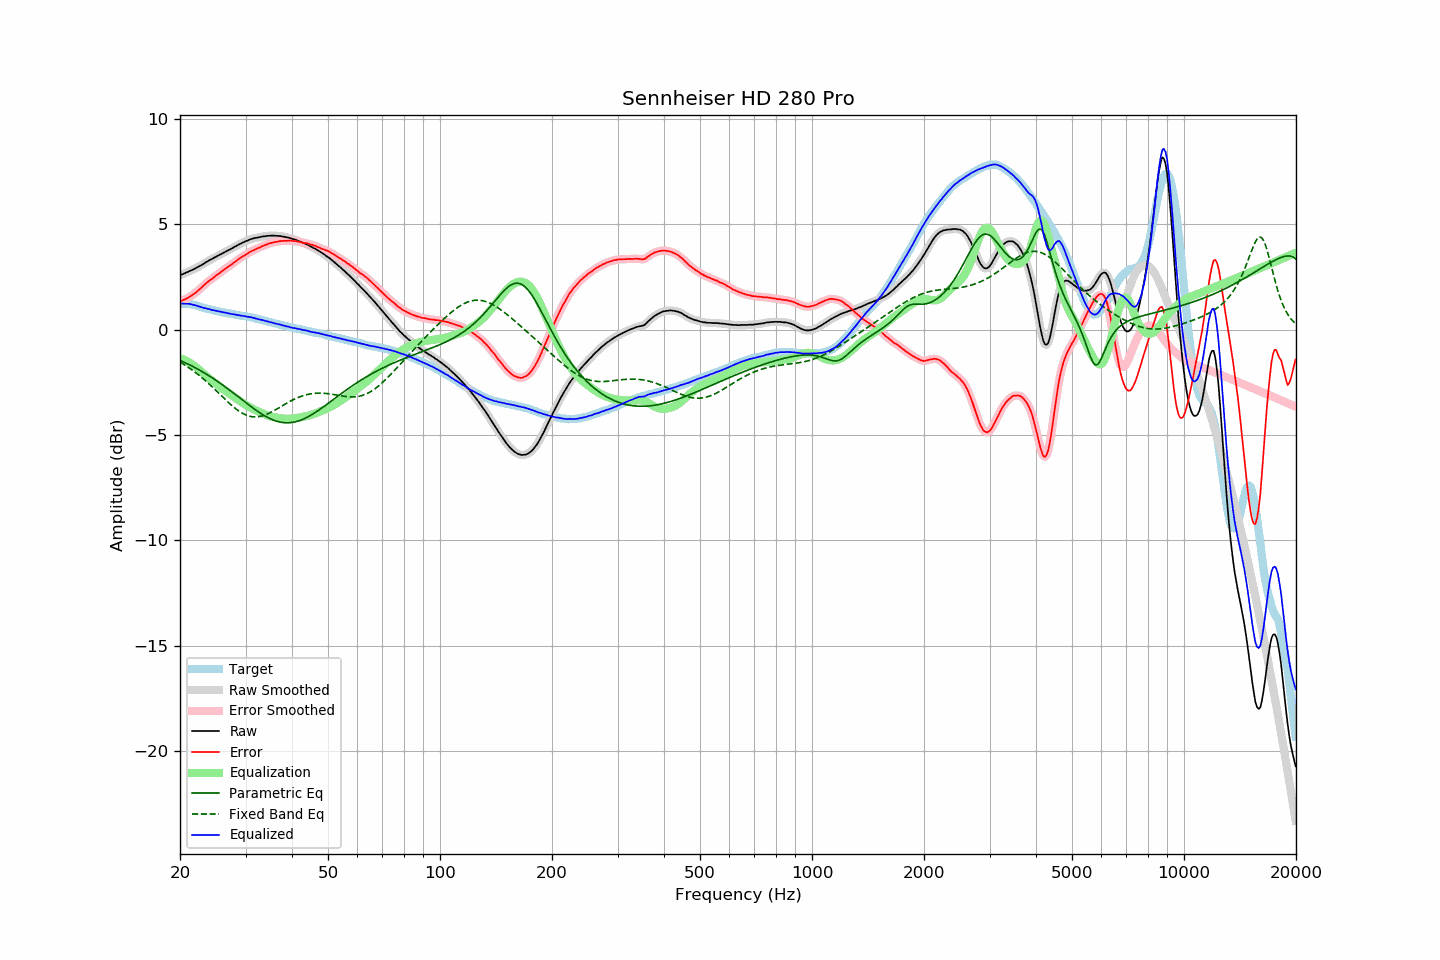 Sennheiser HD 280 Pro
10
5
0
−5
−10
−15
−20
Amplitude (dBr)
Target
Raw Smoothed
Error Smoothed
Raw
Error
Equalization
Parametric Eq
Fixed Band Eq
Equalized
20 50 100 200 500 1000 2000 5000 10000 20000
Frequency (Hz)